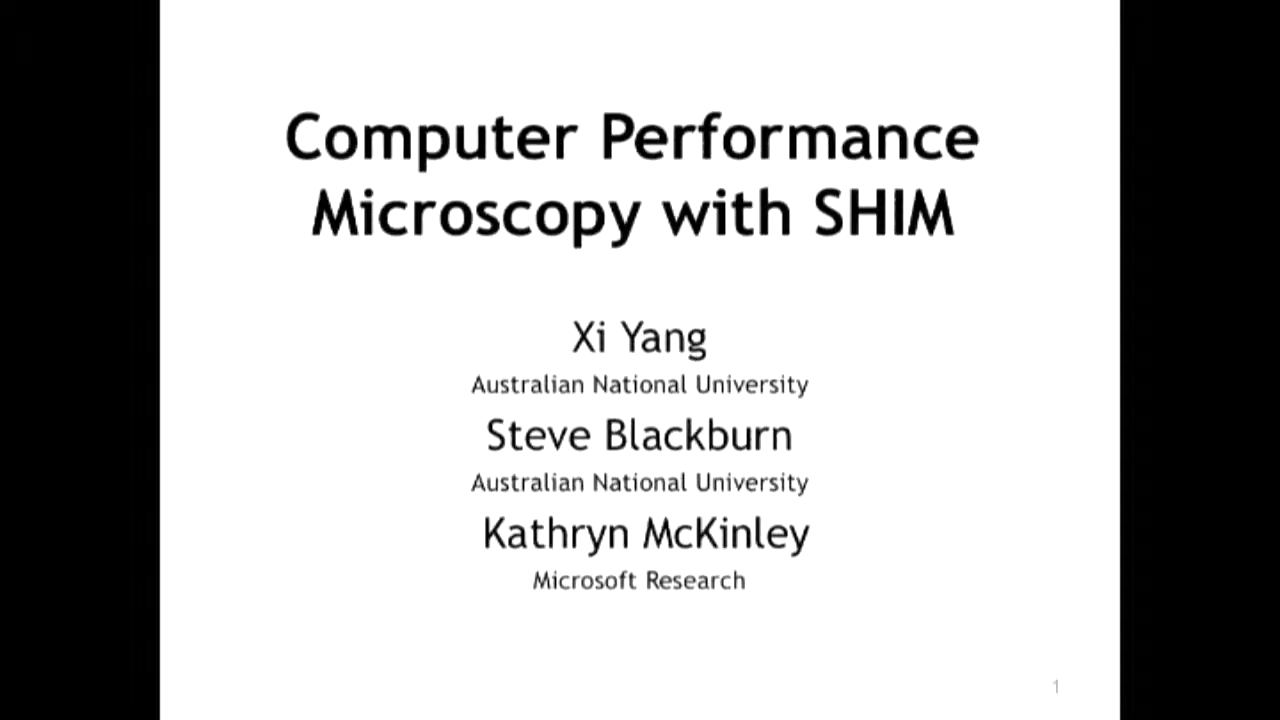 Computer Performance
Microscopy with SHIM
Xi Yang
Australian National University
Steve Blackburn
Australian National University
Kathryn McKinley
Microsoft Research
1